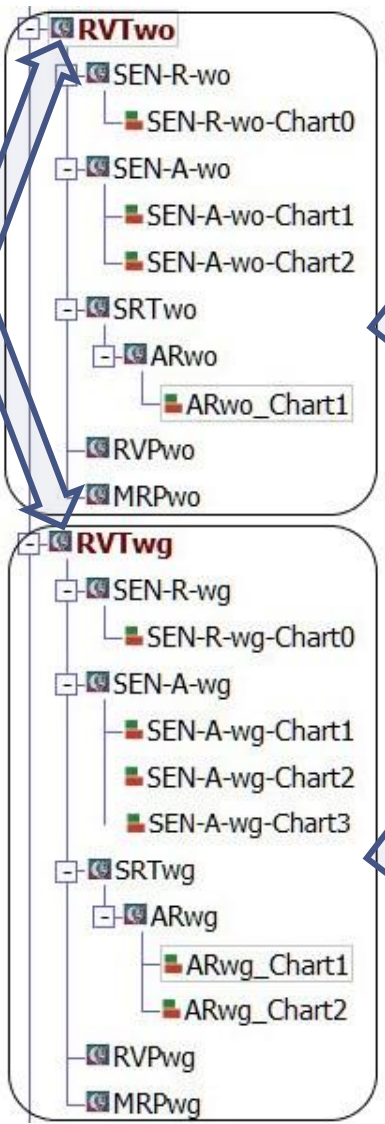 RVTwo
SEN-R-wo
SEN-R-wo-Chart0
SEN-A-wo
SEN-A-wo-Chart1
SEN-A-wo-Chart2
SRTwo
ARwo
ARwo_Chart1
RVPwo
MRPwo
RVTwg
SEN-R-wg
SEN-R-wg-Chart0
SEN-A-wg
SEN-A-wg-Chart1
SEN-A-wg-Chart2
SEN-A-wg-Chart3
SRTwg
ARwg
ARwg_Chart1
ARwg_Chart2
RVPwg
MRPwg